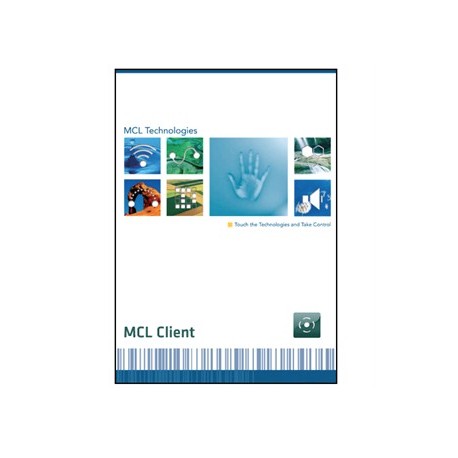 MCL Technologies
Touch the Technologies and Take Control
MCL Client